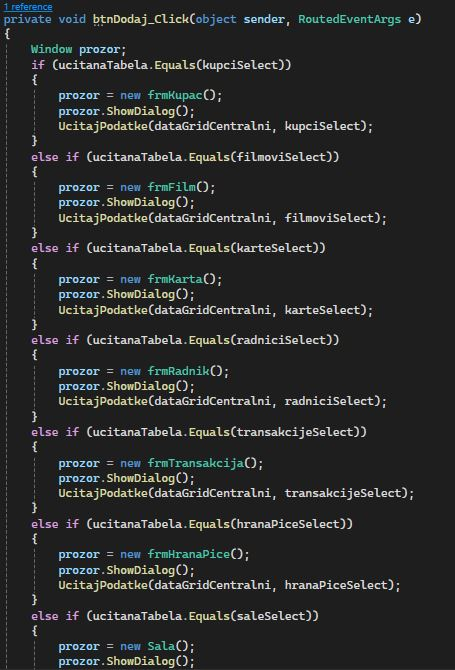 1 reference
private void btnDodaj_Click(object sender, RoutedEventArgs e)
{
Window prozor;
if (ucitanaTabela.Equals(kupciSelect))
{
prozor = new frmKupac();
prozor.ShowDialog();
UcitajPodatke(dataGridCentralni, kupciSelect);
}
else if (ucitanaTabela.Equals(filmoviSelect))
{
prozor = new frmFilm();
prozor.ShowDialog();
UcitajPodatke(dataGridCentralni, filmoviSelect);
}
else if (ucitanaTabela.Equals(karteSelect))
{
prozor = new frmKarta();
prozor.ShowDialog();
UcitajPodatke(dataGridCentralni, karteSelect);
}
else if (ucitanaTabela.Equals(radniciSelect))
{
prozor = new frmRadnik();
prozor.ShowDialog();
UcitajPodatke(dataGridCentralni, radniciSelect);
}
else if (ucitanaTabela.Equals(transakcijeSelect))
{
prozor = new frmTransakcija();
prozor.ShowDialog();
UcitajPodatke(dataGridCentralni, transakcijeSelect);
}
else if (ucitanaTabela.Equals(hranaPiceSelect))
{
prozor = new frmHranaPice();
prozor.ShowDialog();
UcitajPodatke(dataGridCentralni, hranaPiceSelect);
}
else if (ucitanaTabela.Equals(saleSelect))
{
prozor = new Sala();
prozor.ShowDialog();